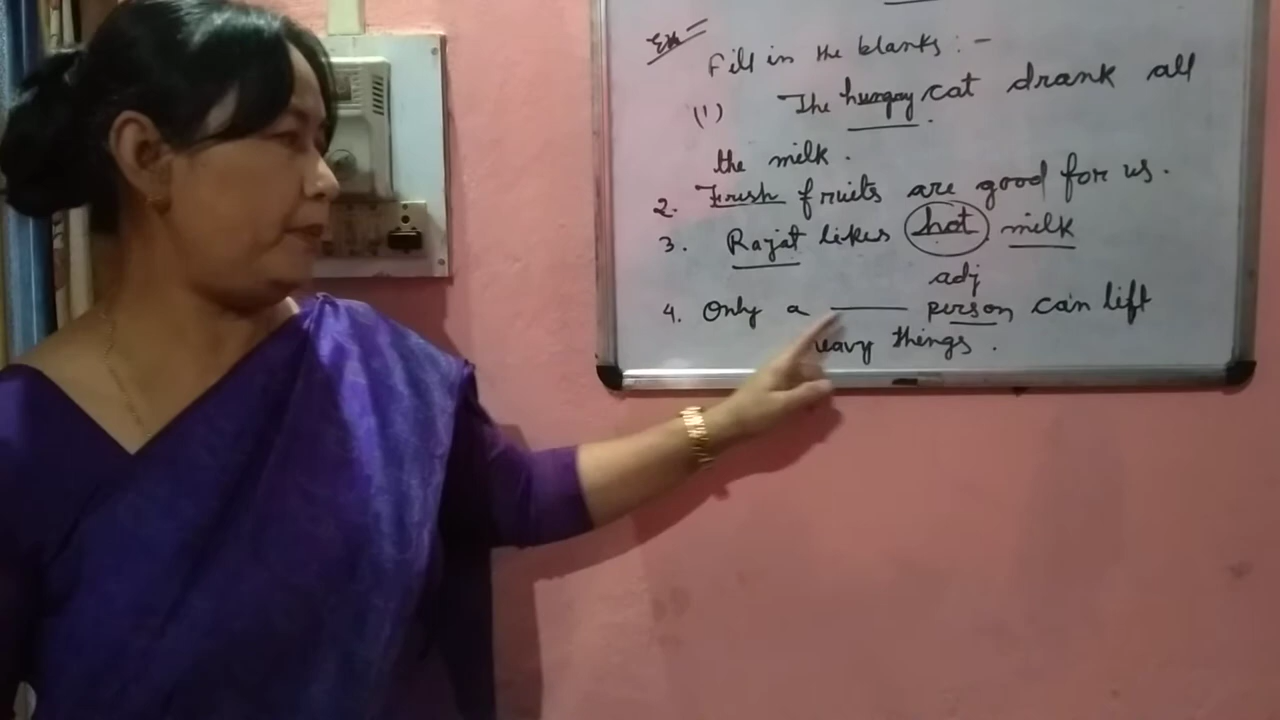 Ex =
Fill in the blanks : -
(1) The hungry cat drank all
the milk .
2. Fresh fruits are good for us .
3. Rajat likes hot milk
adj
4. Only a ____ person can lift
heavy things .